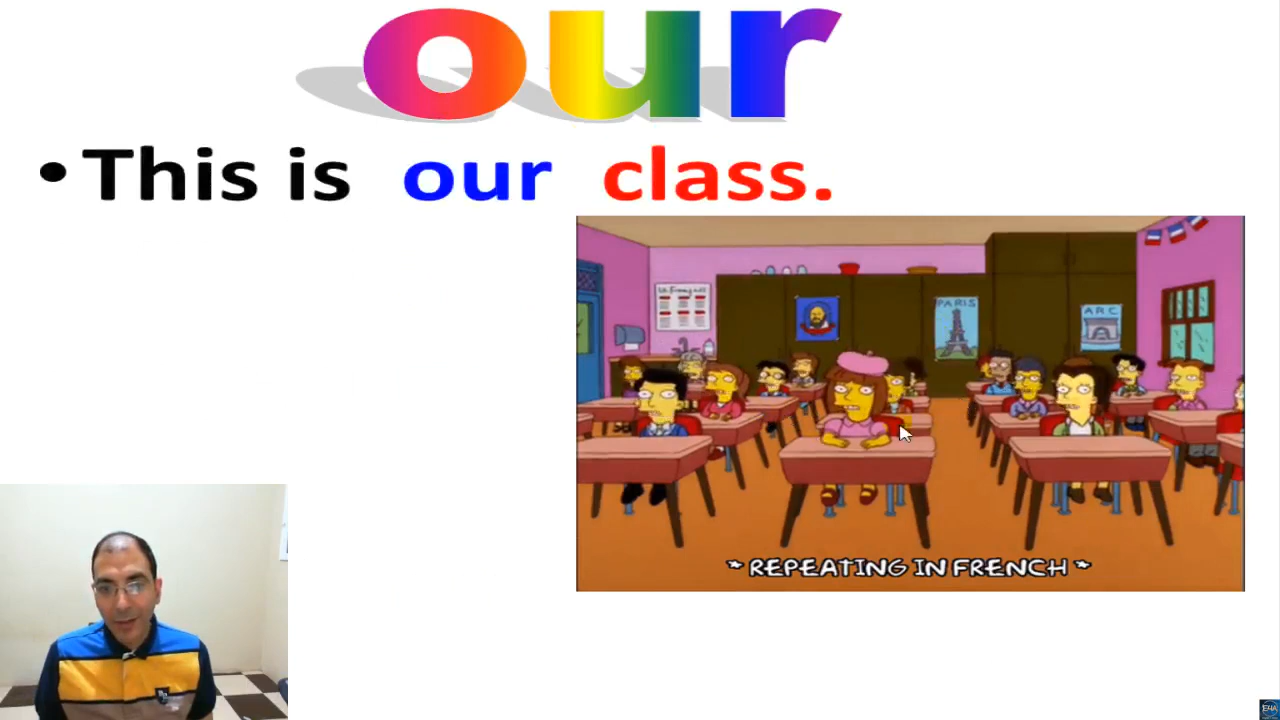 our
• This is our class.
PARIS
ARC
* REPEATING IN FRENCH *